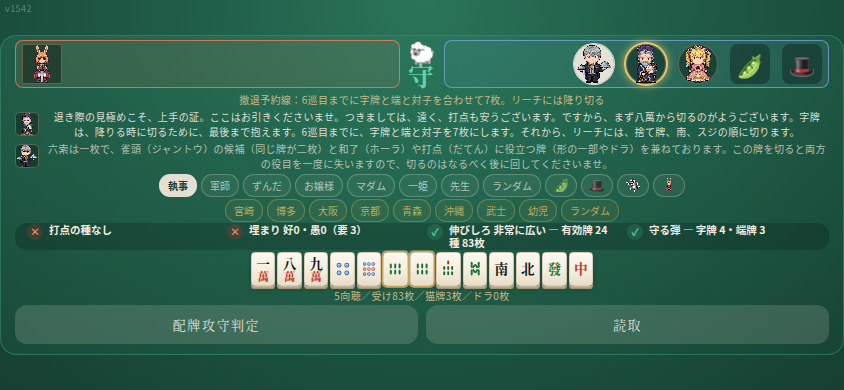 v1542
守
撤退予約線：6巡目までに字牌と端と対子を合わせて7枚。リーチには降り切る
退き際の見極めこそ、上手の証。ここはお引きくださいませ。つきましては、遠く、打点も安うございます。ですから、まず八萬から切るのがようございます。字牌
は、降りる時に切るために、最後まで抱えます。6巡目までに、字牌と端と対子を7枚にします。それから、リーチには、捨て牌、南、スジの順に切ります。
六索は一枚で、雀頭（ジャントウ）の候補（同じ牌が二枚）と和了（ホーラ）や打点（だてん）に役立つ牌（形の一部やドラ）を兼ねております。この牌を切ると両方
の役目を一度に失いますので、切るのはなるべく後に回してくださいませ。
執事 軍師 ずんだ お嬢様 マダム 一姫 先生 ランダム
宮崎 博多 大阪 京都 青森 沖縄 武士 幼児 ランダム
打点の種なし 埋まり 好0・愚0（要 3） 伸びしろ 非常に広い — 有効牌 24 守る弾 — 字牌 4・端牌 3
種 83枚
一萬 八萬 九萬 南 北 發 中
5向聴／受け83枚／猫牌3枚／ドラ0枚
配牌攻守判定 読取